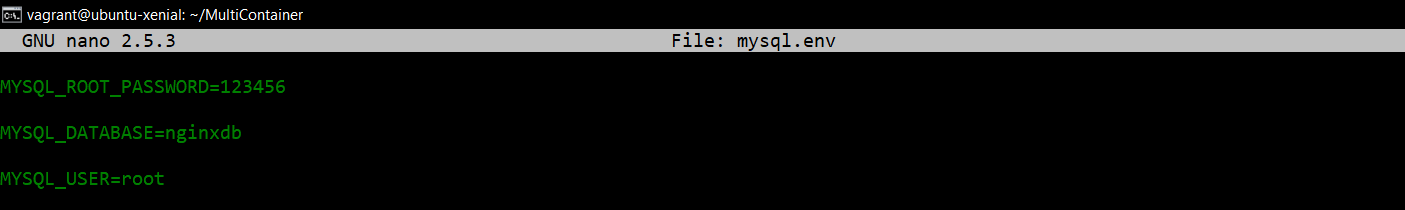 vagrant@ubuntu-xenial: ~/MultiContainer
GNU nano 2.5.3 File: mysql.env
MYSQL_ROOT_PASSWORD=123456
MYSQL_DATABASE=nginxdb
MYSQL_USER=root